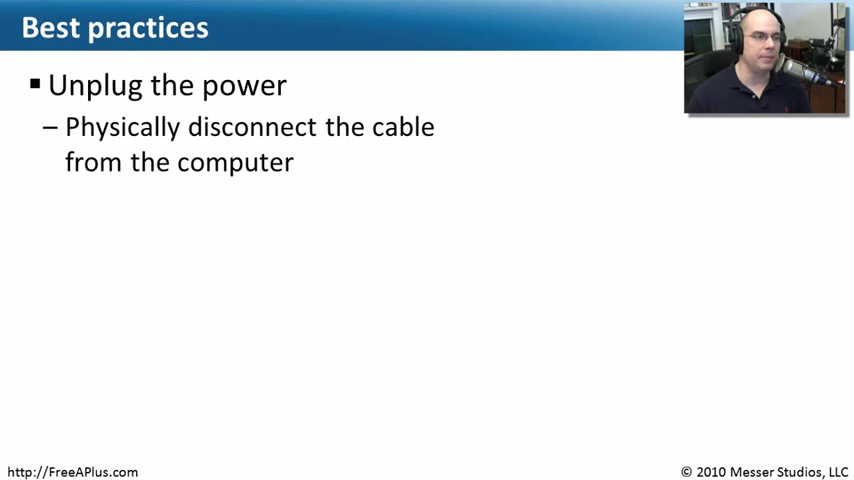 Best practices
▪ Unplug the power
– Physically disconnect the cable
from the computer
http://FreeAPlus.com
© 2010 Messer Studios, LLC